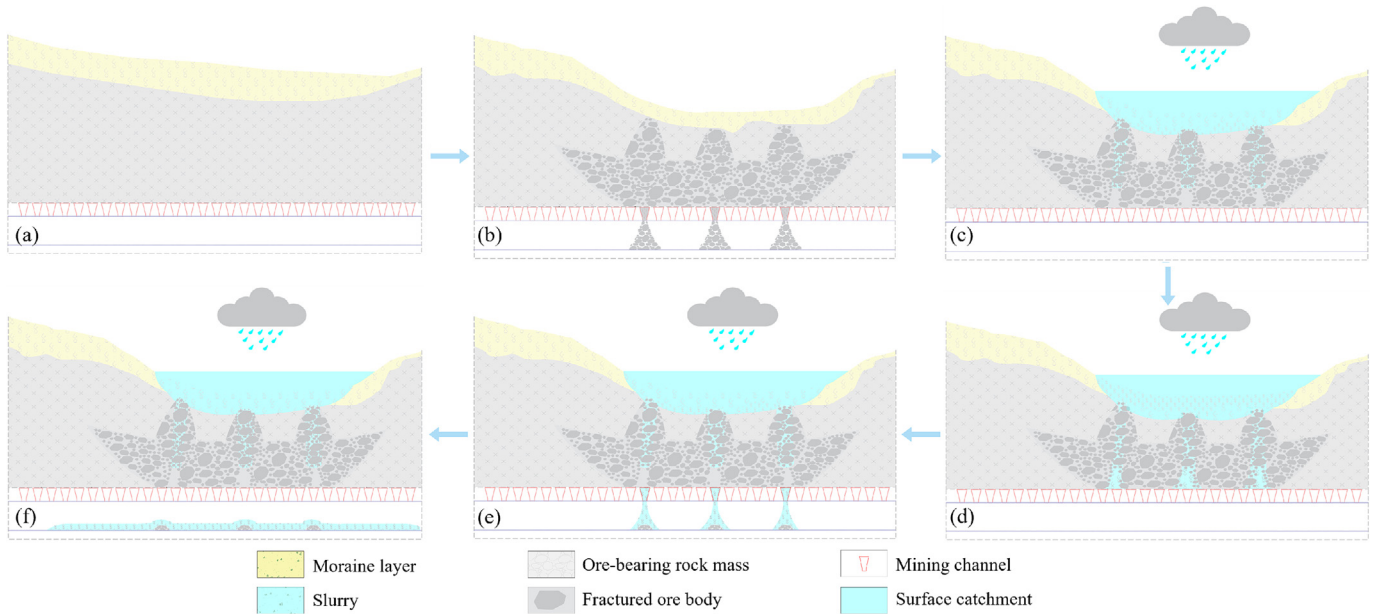 (a)
(b)
(c)
(f)
(e)
(d)
Moraine layer
Ore-bearing rock mass
Mining channel
Slurry
Fractured ore body
Surface catchment